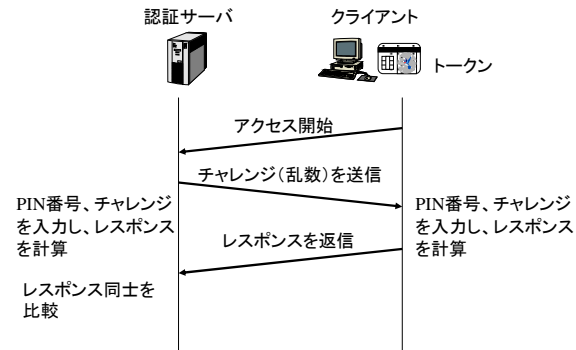 認証サーバ
クライアント
トークン
アクセス開始
チャレンジ（乱数）を送信
PIN番号、チャレンジ
を入力し、レスポンス
を計算
PIN番号、チャレンジ
を入力し、レスポンス
を計算
レスポンスを返信
レスポンス同士を
比較